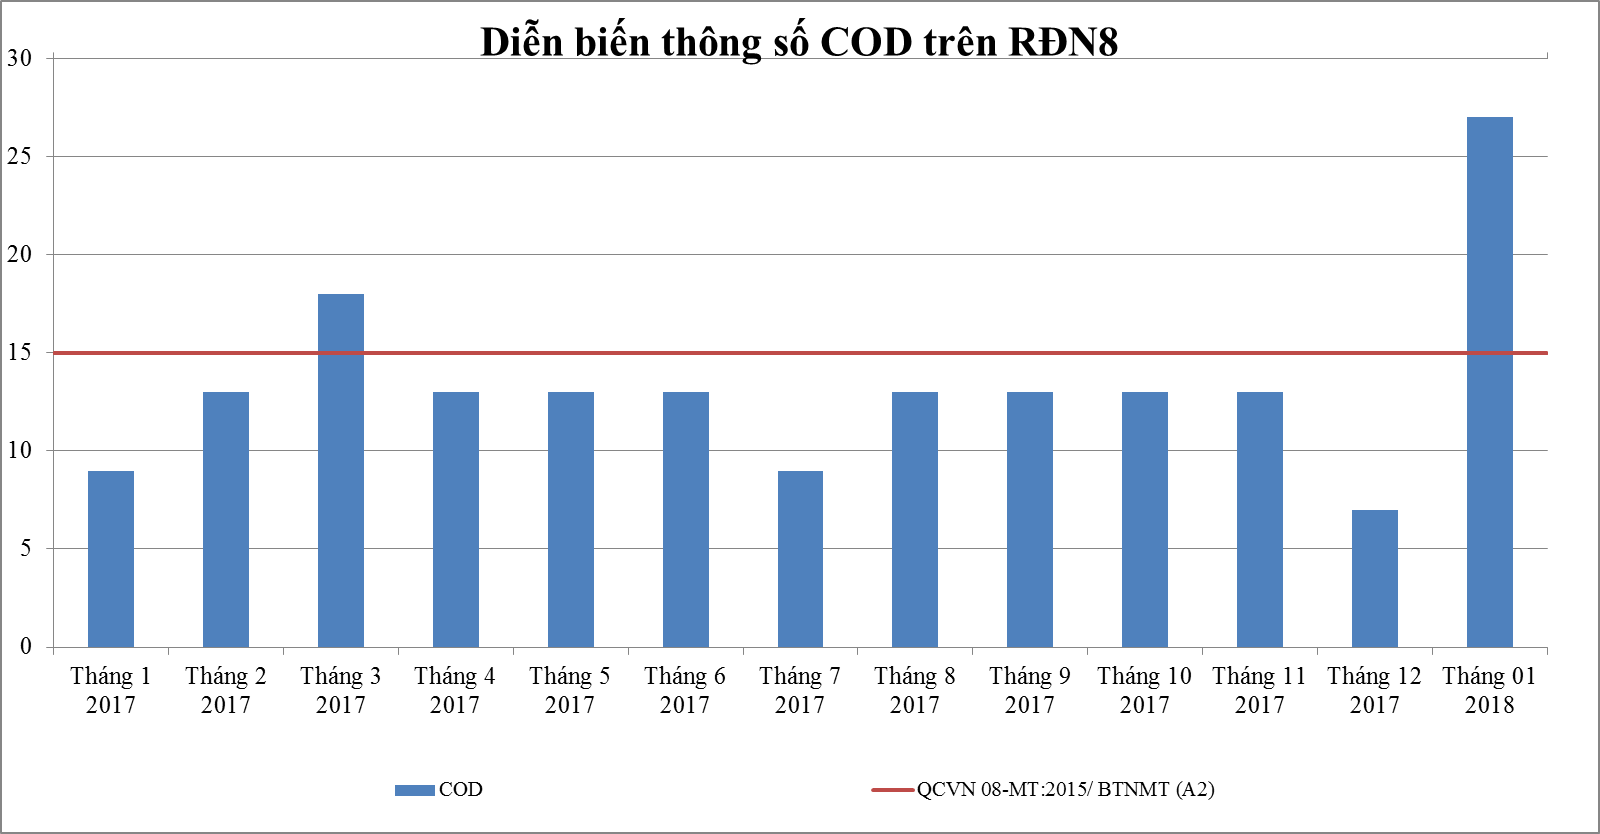 Diễn biến thông số COD trên RĐN8
30
25
20
15
10
5
0
Tháng 1
2017
Tháng 2
2017
Tháng 3
2017
Tháng 4
2017
Tháng 5
2017
Tháng 6
2017
Tháng 7
2017
Tháng 8
2017
Tháng 9
2017
Tháng 10
2017
Tháng 11
2017
Tháng 12
2017
Tháng 01
2018
COD
QCVN 08-MT:2015/ BTNMT (A2)